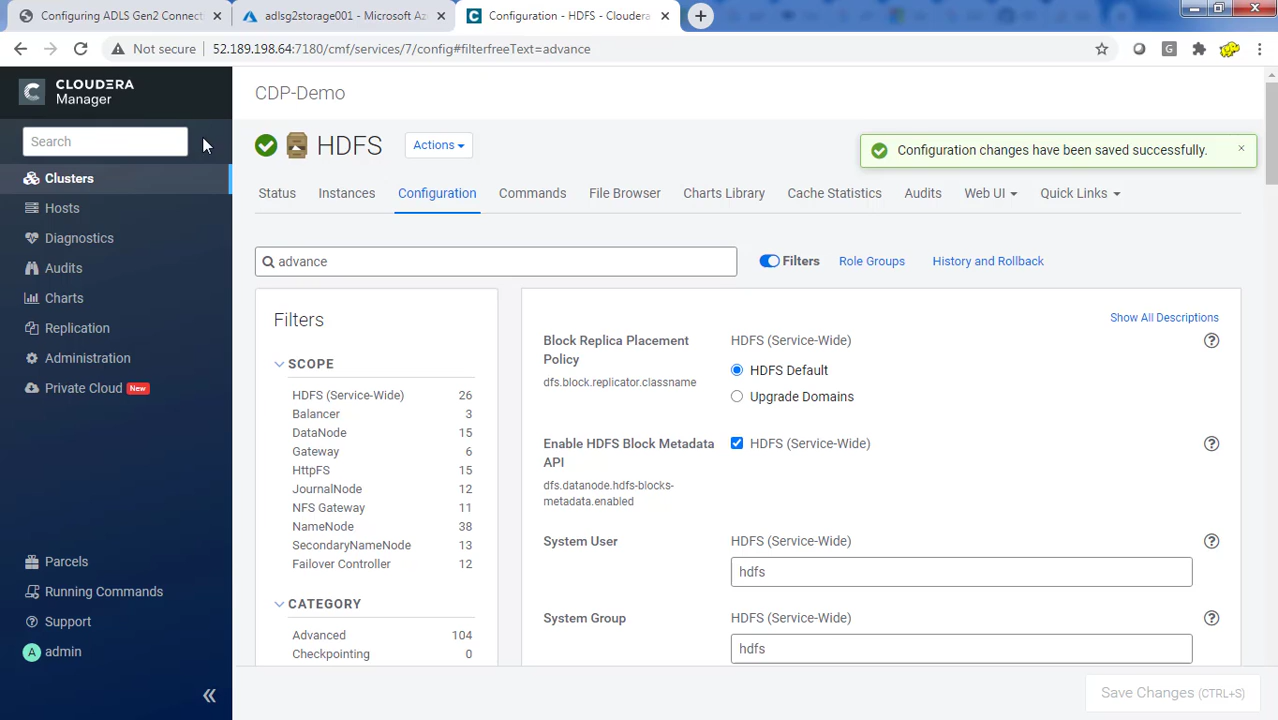 Configuring ADLS Gen2 Connect
adlsg2storage001 - Microsoft Az
Configuration - HDFS - Cloudera
Not secure
52.189.198.64:7180/cmf/services/7/config#filterfreeText=advance
CLOUDERA
Manager
Search
Clusters
Hosts
Diagnostics
Audits
Charts
Replication
Administration
Private Cloud New
Parcels
Running Commands
Support
admin
CDP-Demo
HDFS
Actions
Configuration changes have been saved successfully.
Status Instances Configuration Commands File Browser Charts Library Cache Statistics Audits Web UI Quick Links
advance
Filters Role Groups History and Rollback
Filters
SCOPE
HDFS (Service-Wide) 26
Balancer 3
DataNode 15
Gateway 6
HttpFS 15
JournalNode 12
NFS Gateway 11
NameNode 38
SecondaryNameNode 13
Failover Controller 12
CATEGORY
Advanced 104
Checkpointing 0
Show All Descriptions
Block Replica Placement
Policy
dfs.block.replicator.classname
HDFS (Service-Wide)
HDFS Default
Upgrade Domains
Enable HDFS Block Metadata
API
dfs.datanode.hdfs-blocks-
metadata.enabled
HDFS (Service-Wide)
System User
HDFS (Service-Wide)
hdfs
System Group
HDFS (Service-Wide)
hdfs
Save Changes (CTRL+S)